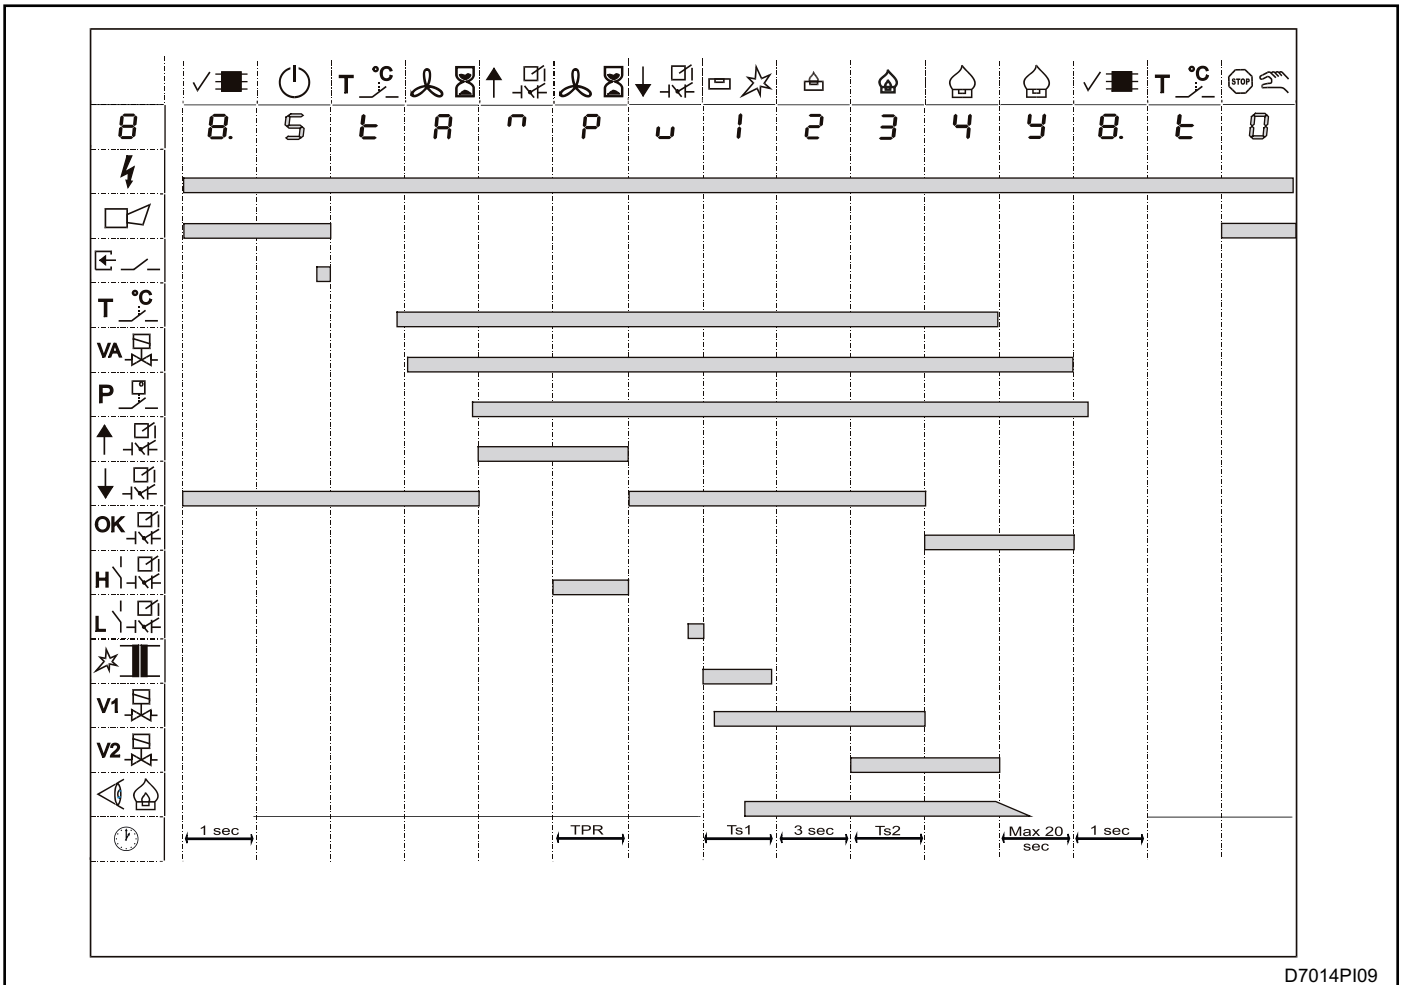 T °C T °C STOP
8 8. S t A n P u 1 2 3 4 y 8. t 0
T °C
VA
P
OK
H
L
V1
V2
1 sec TPR Ts1 3 sec Ts2 Max 20 sec 1 sec
D7014PI09